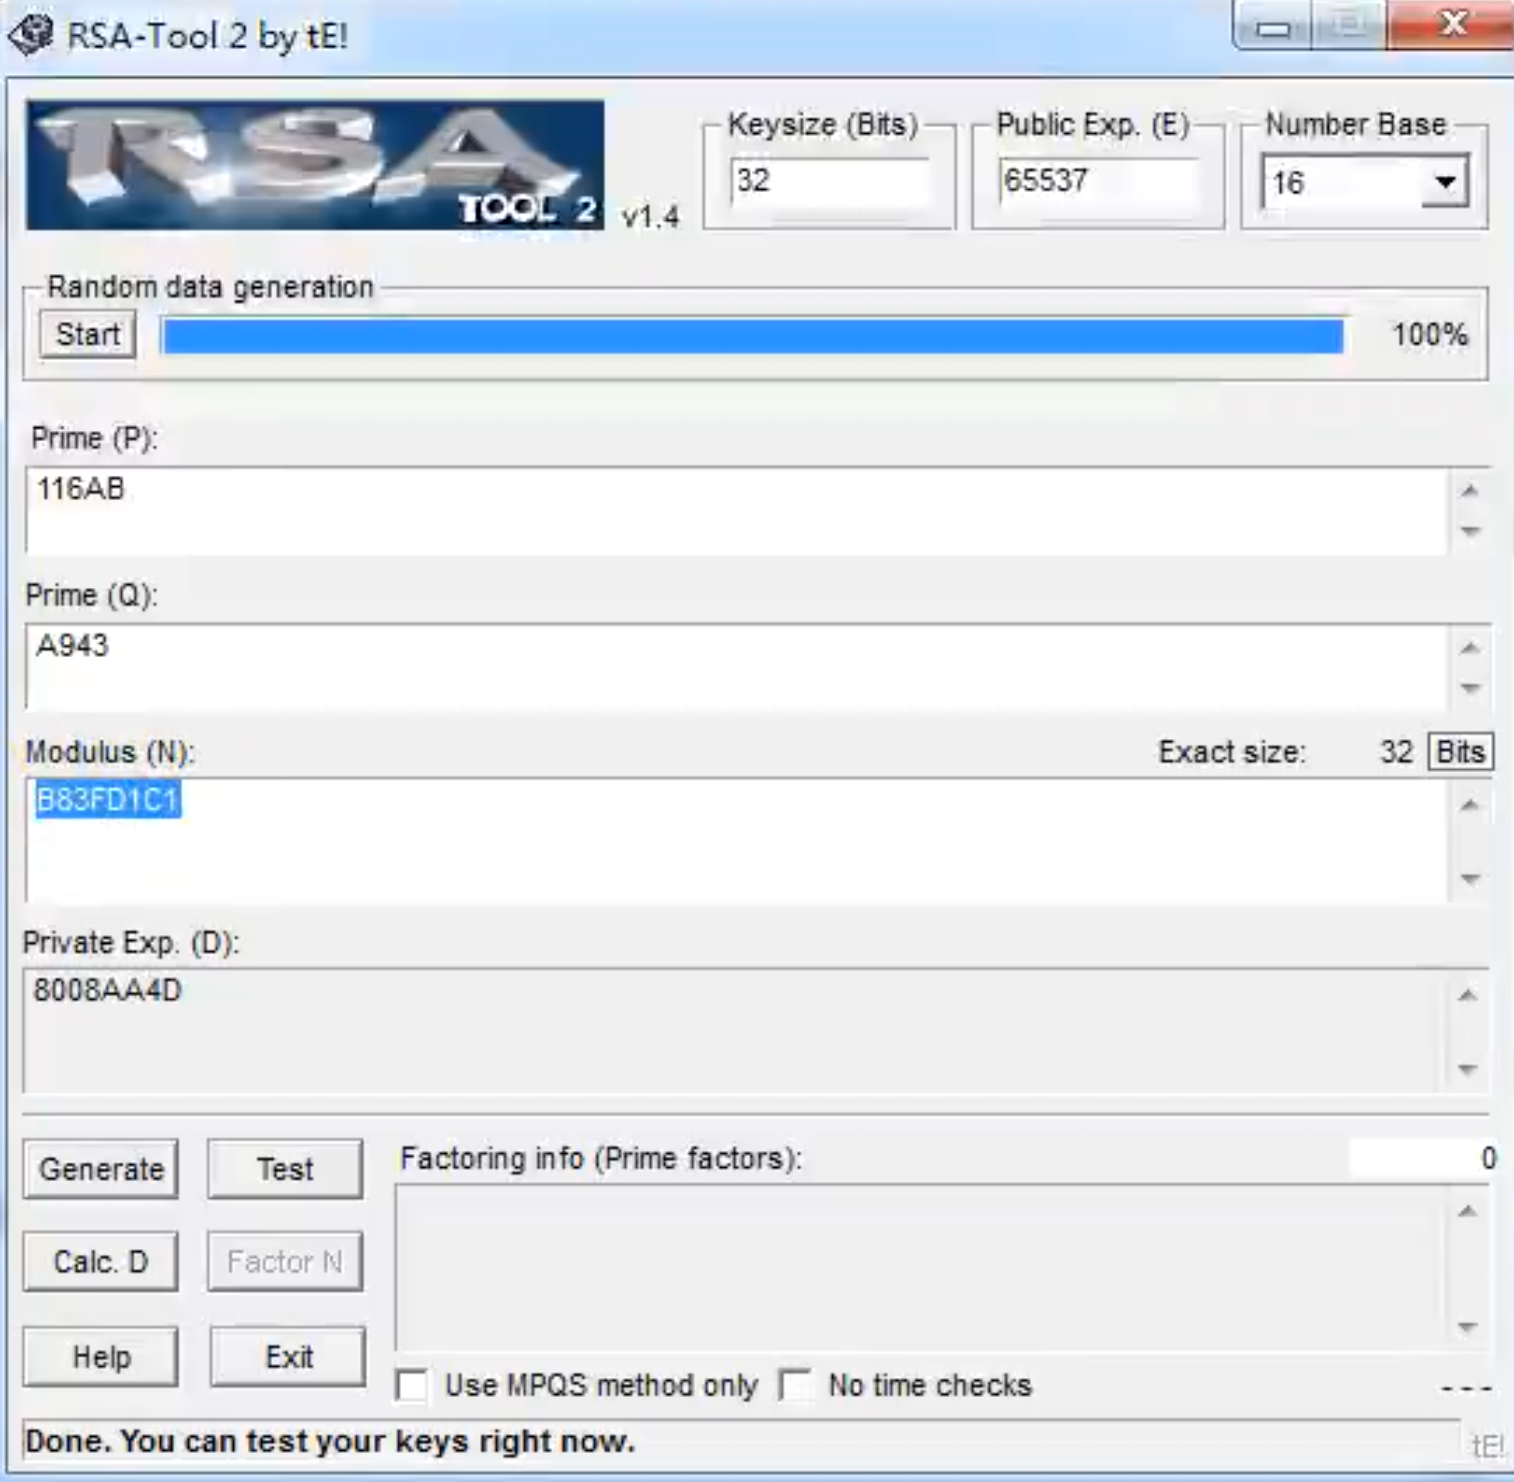 RSA-Tool 2 by tE!
RSA
TOOL 2
v1.4
Keysize (Bits)
32
Public Exp. (E)
65537
Number Base
16
Random data generation
Start
100%
Prime (P):
116AB
Prime (Q):
A943
Modulus (N):
Exact size: 32 Bits
B83FD1C1
Private Exp. (D):
8008AA4D
Generate
Test
Factoring info (Prime factors):
0
Calc. D
Factor N
Help
Exit
Use MPQS method only
No time checks
---
Done. You can test your keys right now.
tE!